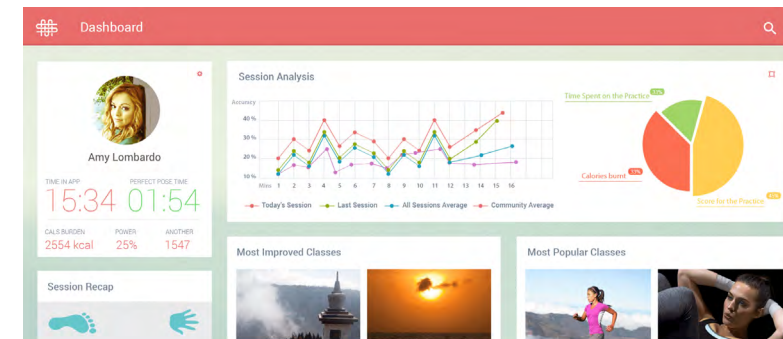 Dashboard
Amy Lombardo
TIME IN APP
PERFECT POSE TIME
15:34
01:54
CALS BURDEN
POWER
ANOTHER
2554 kcal
25%
1547
Session Recap
Session Analysis
Accuracy
40 %
30 %
20 %
10 %
Mins 1 2 3 4 5 6 7 8 9 10 11 12 13 14 15 16
Today's Session
Last Session
All Sessions Average
Community Average
Time Spent on the Practice
Calories burnt
Score for the Practice
Most Improved Classes
Most Popular Classes